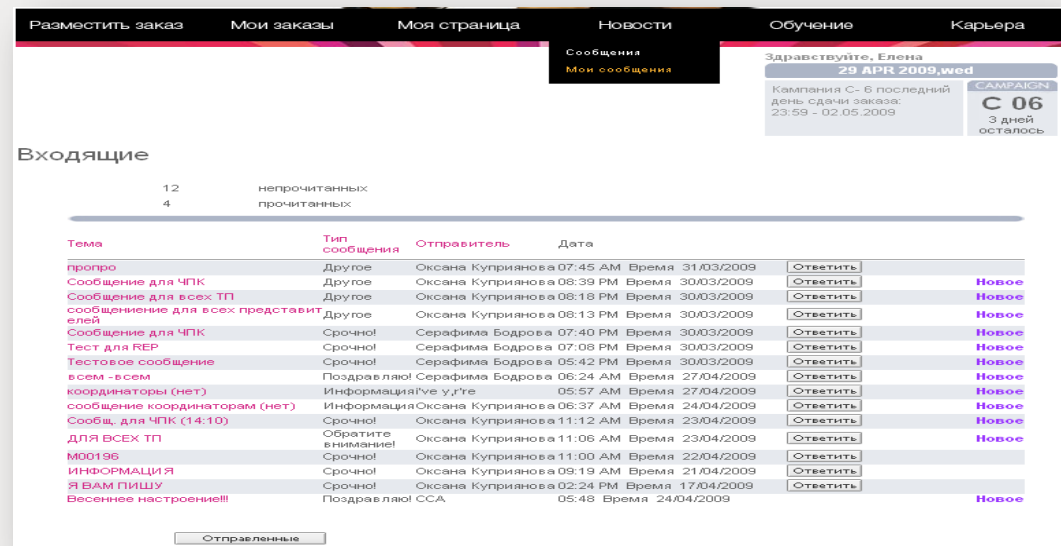 Разместить заказ Мои заказы Моя страница Новости Обучение Карьера
Сообщения
Мои сообщения
Здравствуйте, Елена
29 APR 2009,wed
Кампания С- 6 последний день сдачи заказа:
23:59 - 02.05.2009
CAMPAIGN
C 06
3 дней
осталось
Входящие
12 непрочитанных
4 прочитанных
Тема Тип сообщения Отправитель Дата
пропро Другое Оксана Куприянова 07:45 AM Время 31/03/2009 Ответить
Сообщение для ЧПК Другое Оксана Куприянова 08:39 PM Время 30/03/2009 Ответить Новое
Сообщение для всех ТП Другое Оксана Куприянова 08:18 PM Время 30/03/2009 Ответить Новое
сообщениение для всех представителей Другое Оксана Куприянова 08:13 PM Время 30/03/2009 Ответить Новое
Сообщение для ЧПК Срочно! Серафима Бодрова 07:40 PM Время 30/03/2009 Ответить Новое
Тест для REP Срочно! Серафима Бодрова 07:08 PM Время 30/03/2009 Ответить Новое
Тестовое сообщение Срочно! Серафима Бодрова 05:42 PM Время 30/03/2009 Ответить Новое
всем -всем Поздравляю! Серафима Бодрова 06:24 AM Время 27/04/2009 Ответить Новое
координаторы (нет) Информация i've y,r're 05:57 AM Время 27/04/2009 Ответить Новое
сообщение координаторам (нет) Информация Оксана Куприянова 06:37 AM Время 24/04/2009 Ответить Новое
Сообщ. для ЧПК (14:10) Срочно! Оксана Куприянова 11:12 AM Время 23/04/2009 Ответить Новое
ДЛЯ ВСЕХ ТП Обратите внимание! Оксана Куприянова 11:06 AM Время 23/04/2009 Ответить Новое
М00196 Срочно! Оксана Куприянова 11:00 AM Время 22/04/2009 Ответить
ИНФОРМАЦИЯ Срочно! Оксана Куприянова 09:19 AM Время 21/04/2009 Ответить
Я ВАМ ПИШУ Срочно! Оксана Куприянова 02:24 PM Время 17/04/2009 Ответить
Весеннее настроение!!! Поздравляю! ССА 05:48 Время 24/04/2009 Новое
Отправленные